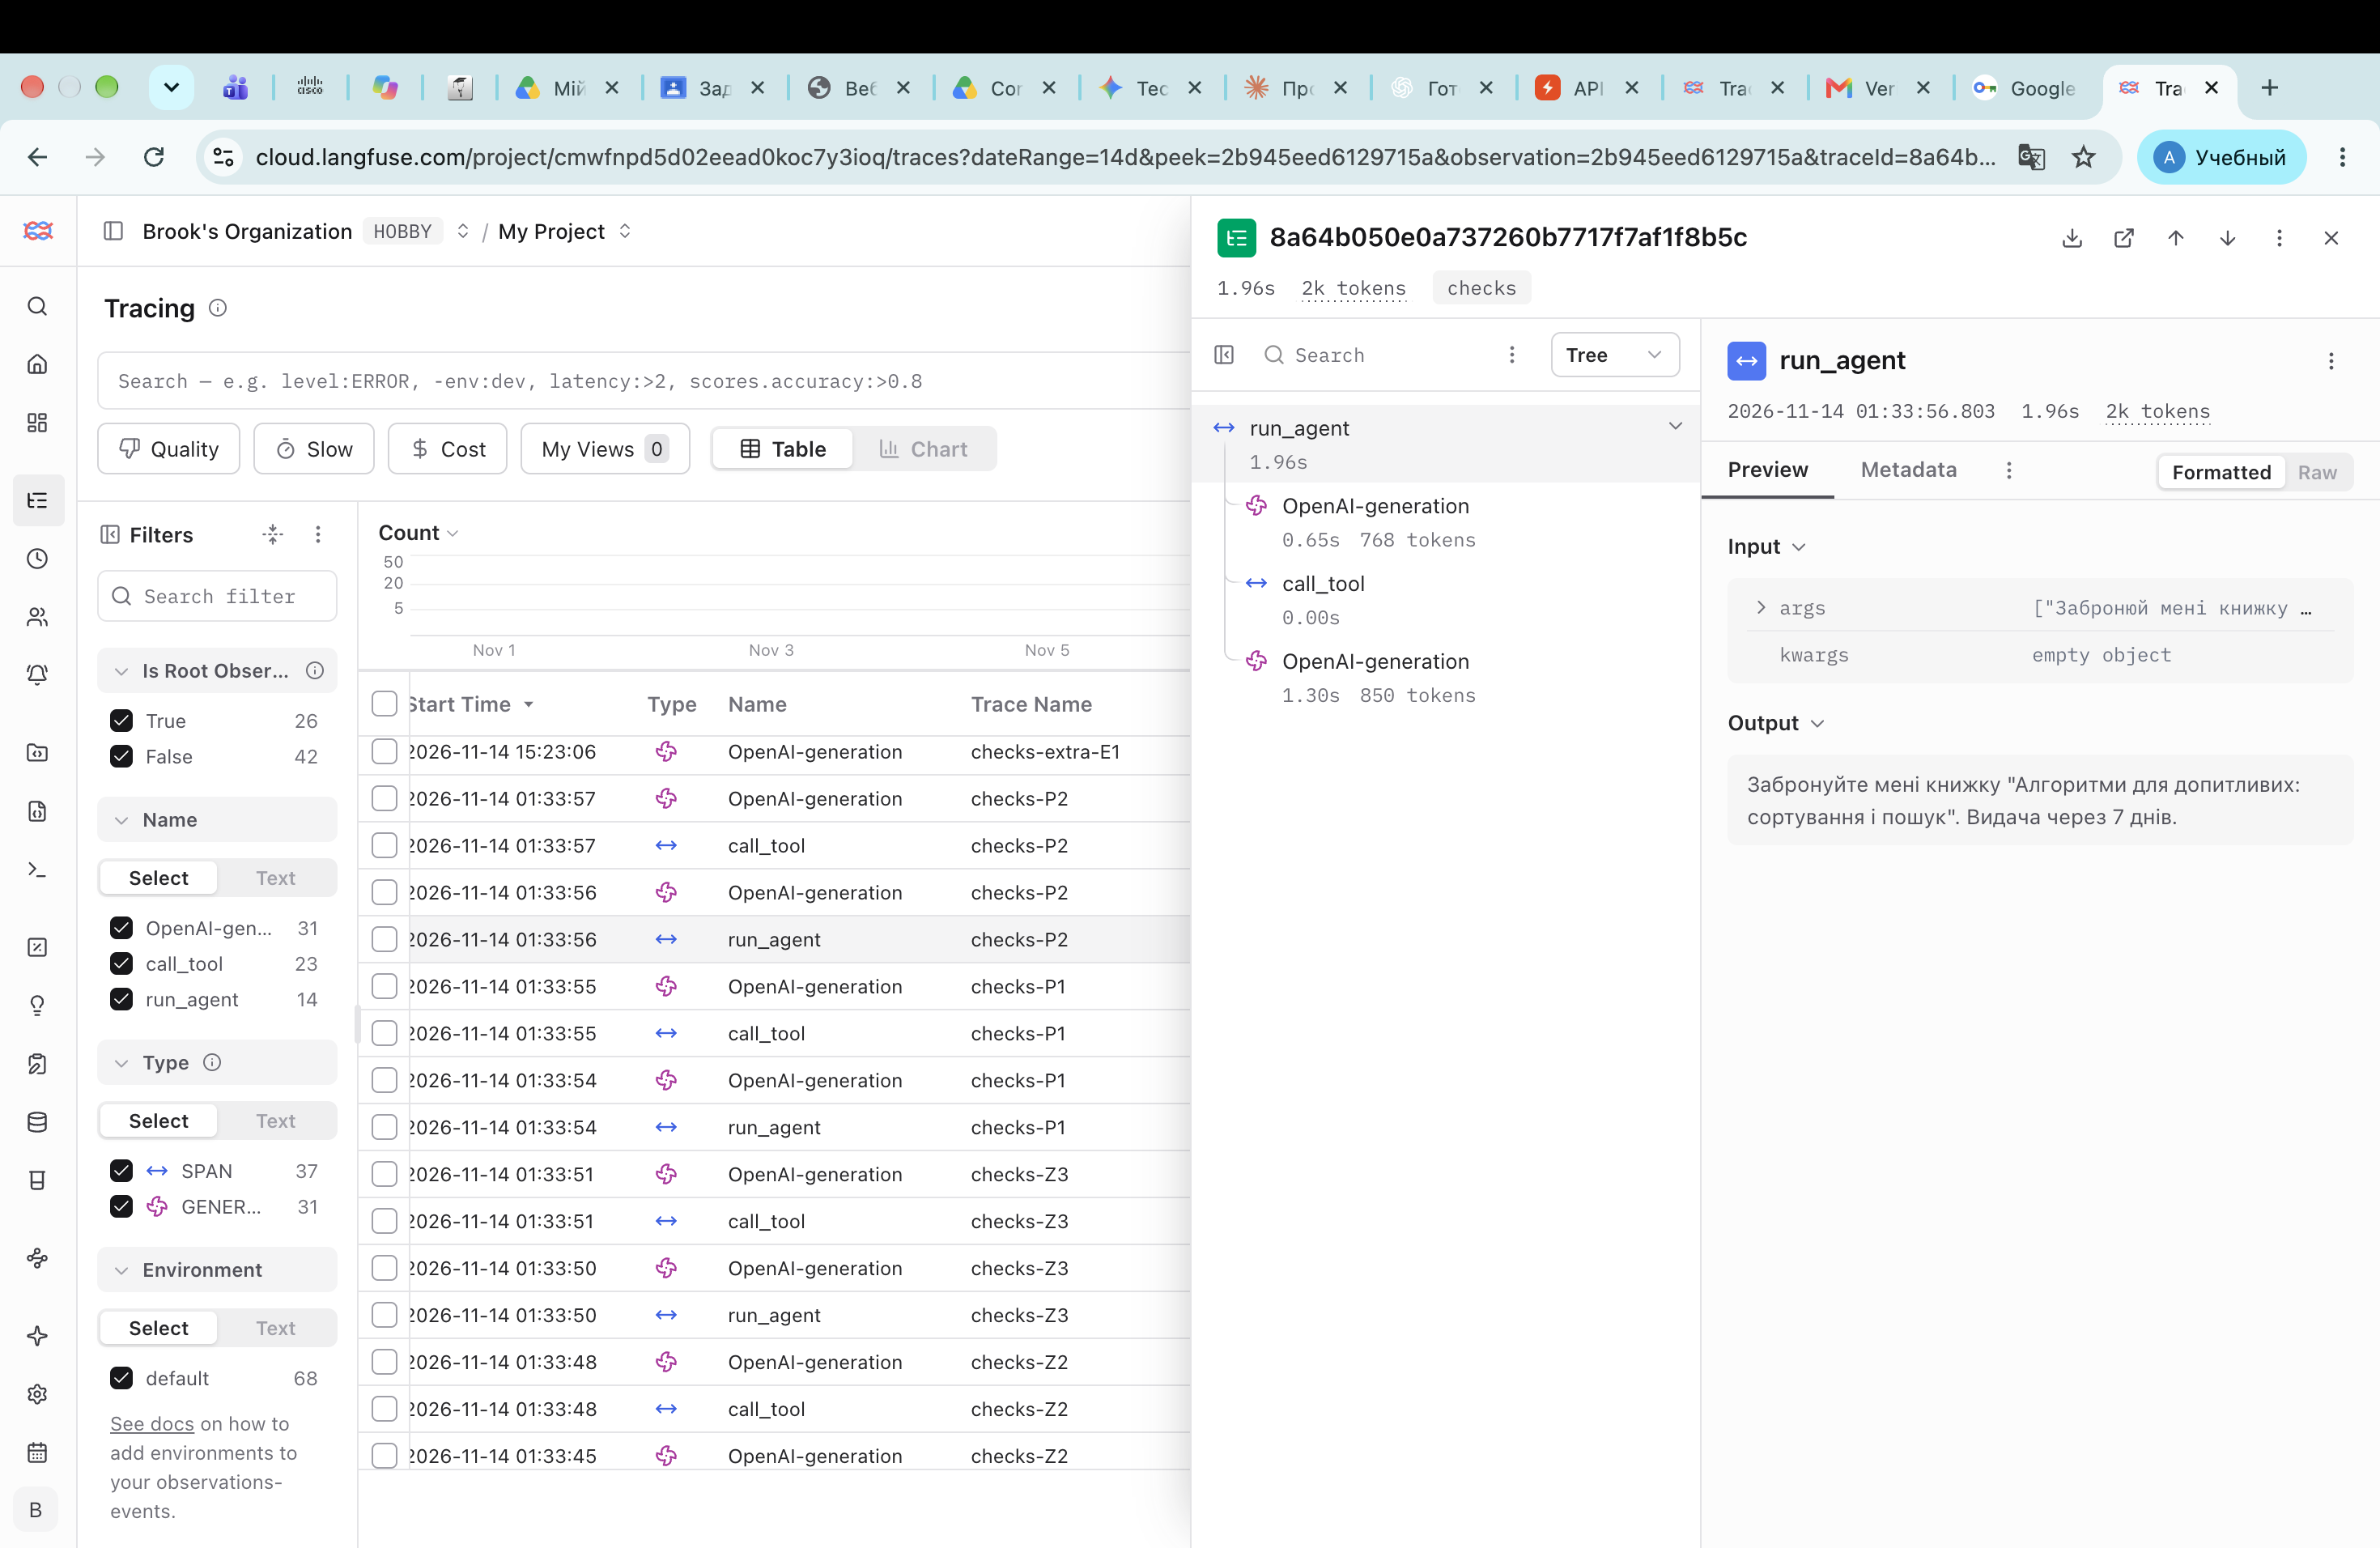 cisco
Мій
Зад
Веб
Cor
Тес
Про
Гот
API
Trac
Ver
Google
Tra
cloud.langfuse.com/project/cmwfnpd5d02eead0koc7y3ioq/traces?dateRange=14d&peek=2b945eed6129715a&observation=2b945eed6129715a&traceId=8a64b...
A Учебный
Brook's Organization HOBBY / My Project
Tracing
Search — e.g. level:ERROR, -env:dev, latency:>2, scores.accuracy:>0.8
Quality
Slow
Cost
My Views 0
Table
Chart
Filters
Search filter
Is Root Obser...
True 26
False 42
Name
Select Text
OpenAI-gen... 31
call_tool 23
run_agent 14
Type
Select Text
SPAN 37
GENER... 31
Environment
Select Text
default 68
See docs on how to
add environments to
your observations-
events.
B
Count
50
20
5
Nov 1 Nov 3 Nov 5
Start Time Type Name Trace Name
2026-11-14 15:23:06 OpenAI-generation checks-extra-E1
2026-11-14 01:33:57 OpenAI-generation checks-P2
2026-11-14 01:33:57 call_tool checks-P2
2026-11-14 01:33:56 OpenAI-generation checks-P2
2026-11-14 01:33:56 run_agent checks-P2
2026-11-14 01:33:55 OpenAI-generation checks-P1
2026-11-14 01:33:55 call_tool checks-P1
2026-11-14 01:33:54 OpenAI-generation checks-P1
2026-11-14 01:33:54 run_agent checks-P1
2026-11-14 01:33:51 OpenAI-generation checks-Z3
2026-11-14 01:33:51 call_tool checks-Z3
2026-11-14 01:33:50 OpenAI-generation checks-Z3
2026-11-14 01:33:50 run_agent checks-Z3
2026-11-14 01:33:48 OpenAI-generation checks-Z2
2026-11-14 01:33:48 call_tool checks-Z2
2026-11-14 01:33:45 OpenAI-generation checks-Z2
8a64b050e0a737260b7717f7af1f8b5c
1.96s 2k tokens checks
Search
Tree
run_agent
1.96s
OpenAI-generation
0.65s 768 tokens
call_tool
0.00s
OpenAI-generation
1.30s 850 tokens
run_agent
2026-11-14 01:33:56.803 1.96s 2k tokens
Preview Metadata
Formatted Raw
Input
args ["Забронюй мені книжку …
kwargs empty object
Output
Забронуйте мені книжку "Алгоритми для допитливих:
сортування і пошук". Видача через 7 днів.